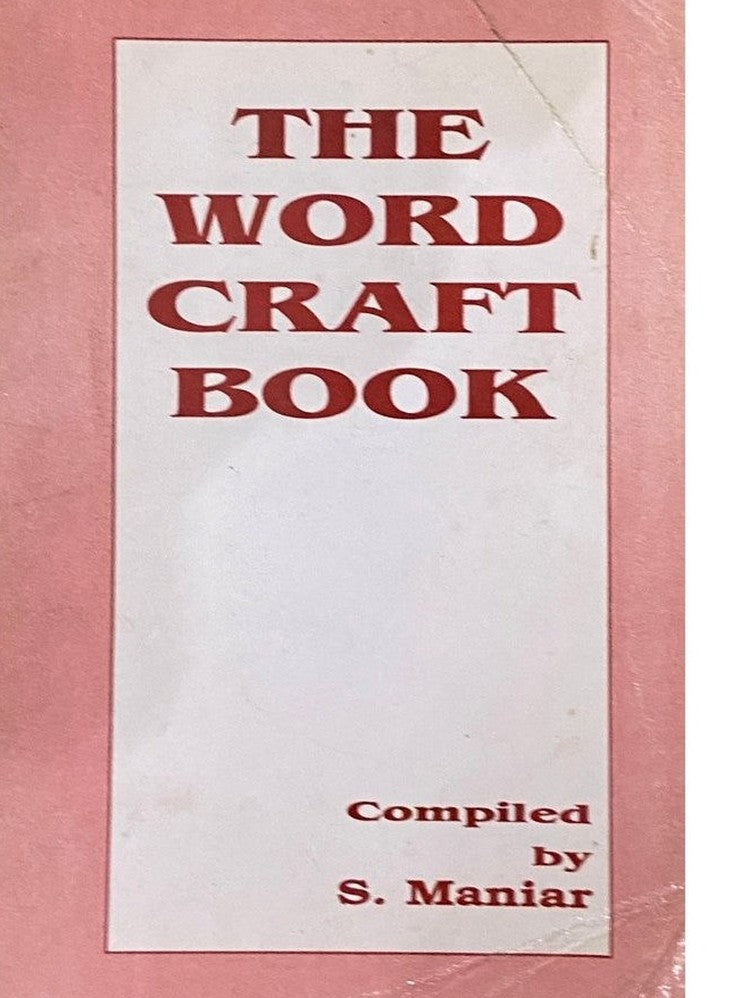 THE
WORD
CRAFT
BOOK
Compiled
by
S. Maniar